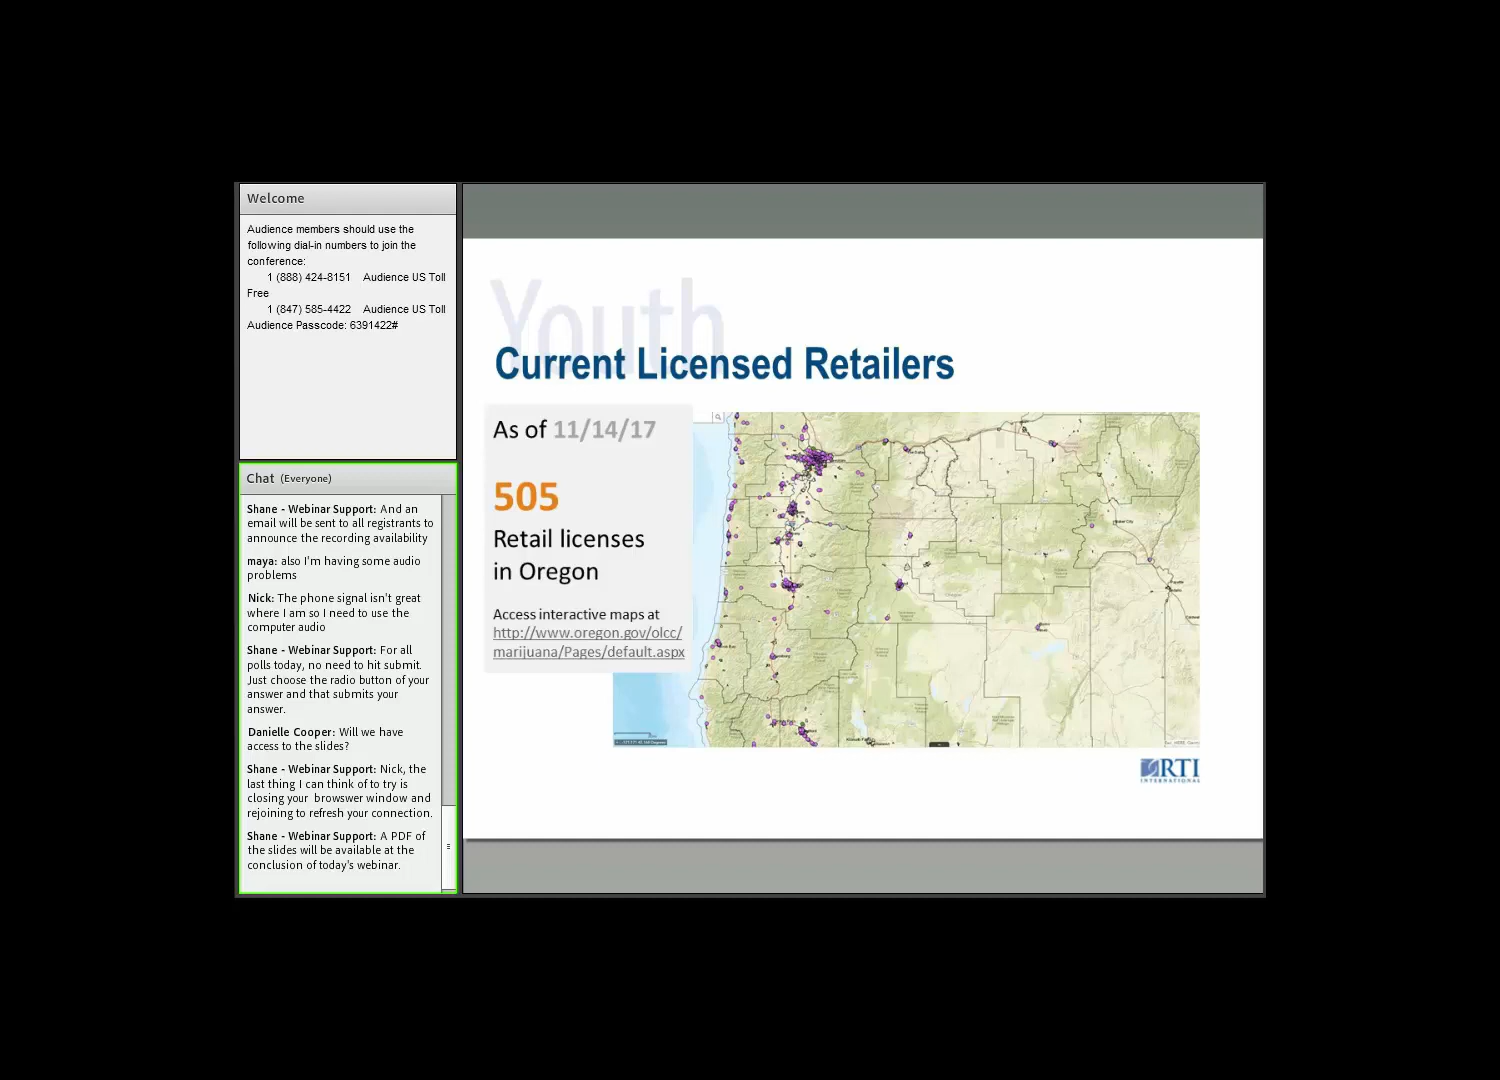 Welcome
Audience members should use the
following dial-in numbers to join the
conference:
1 (888) 424-8151 Audience US Toll
Free
1 (847) 585-4422 Audience US Toll
Audience Passcode: 6391422#
Chat (Everyone)
Shane - Webinar Support: And an
email will be sent to all registrants to
announce the recording availability
maya: also I'm having some audio
problems
Nick: The phone signal isn't great
where I am so I need to use the
computer audio
Shane - Webinar Support: For all
polls today, no need to hit submit.
Just choose the radio button of your
answer and that submits your
answer.
Danielle Cooper: Will we have
access to the slides?
Shane - Webinar Support: Nick, the
last thing I can think of to try is
closing your browswer window and
rejoining to refresh your connection.
Shane - Webinar Support: A PDF of
the slides will be available at the
conclusion of today's webinar.
Youth
Current Licensed Retailers
As of 11/14/17
505
Retail licenses
in Oregon
Access interactive maps at
http://www.oregon.gov/olcc/
marijuana/Pages/default.aspx
RTI
INTERNATIONAL